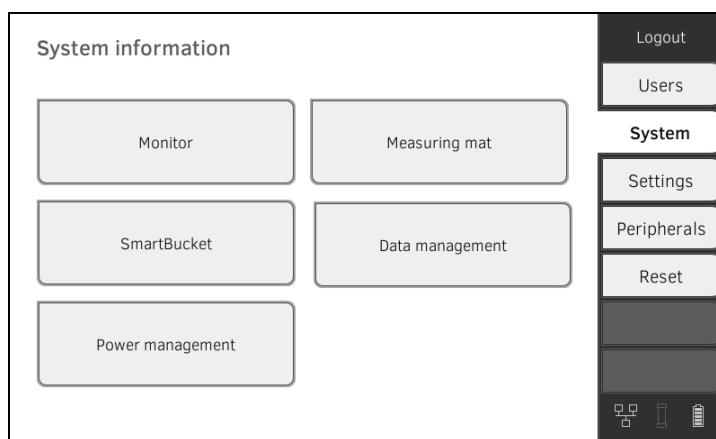 System information
Monitor
Measuring mat
SmartBucket
Data management
Power management
Logout
Users
System
Settings
Peripherals
Reset